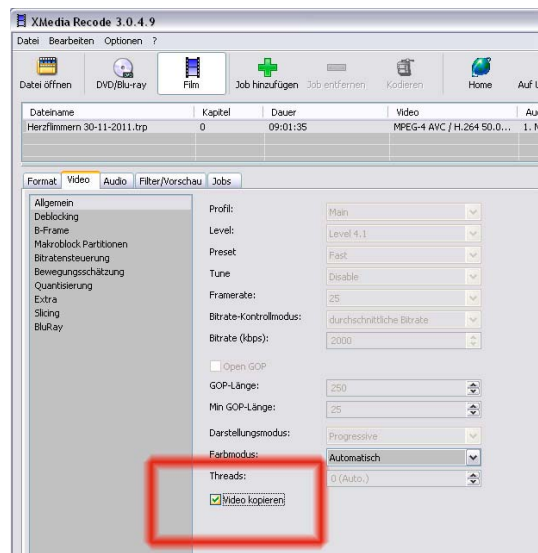 XMedia Recode 3.0.4.9
Datei Bearbeiten Optionen ?
Datei öffnen DVD/Blu-ray Film Job hinzufügen Job entfernen Kodieren Home Auf U
Dateiname Kapitel Dauer Video Au
Herzflimmern 30-11-2011.trp 0 09:01:35 MPEG-4 AVC / H.264 50.0... 1. M
Format Video Audio Filter/Vorschau Jobs
Allgemein
Deblocking
B-Frame
Makroblock Partitionen
Bitratensteuerung
Bewegungsschätzung
Quantisierung
Extra
Slicing
BluRay
Profil: Main
Level: Level 4.1
Preset Fast
Tune Disable
Framerate: 25
Bitrate-Kontrollmodus: durchschnittliche Bitrate
Bitrate (kbps): 2000
Open GOP
GOP-Länge: 250
Min GOP-Länge: 25
Darstellungsmodus: Progressive
Farbmodus: Automatisch
Threads: 0 (Auto.)
Video kopieren